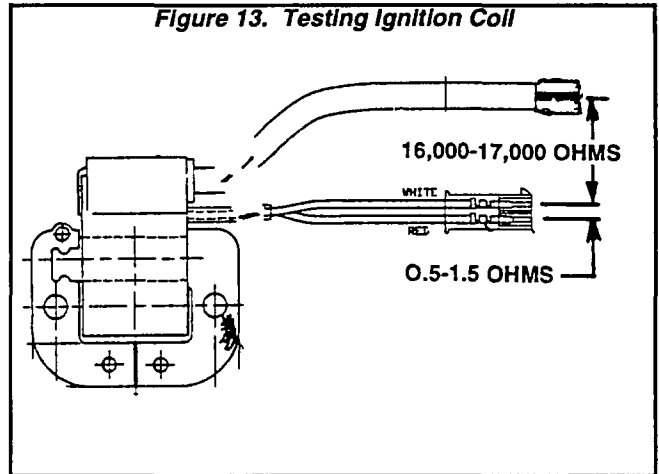 Figure 13. Testing Ignition Coil
16,000-17,000 OHMS
WHITE
RED
0.5-1.5 OHMS